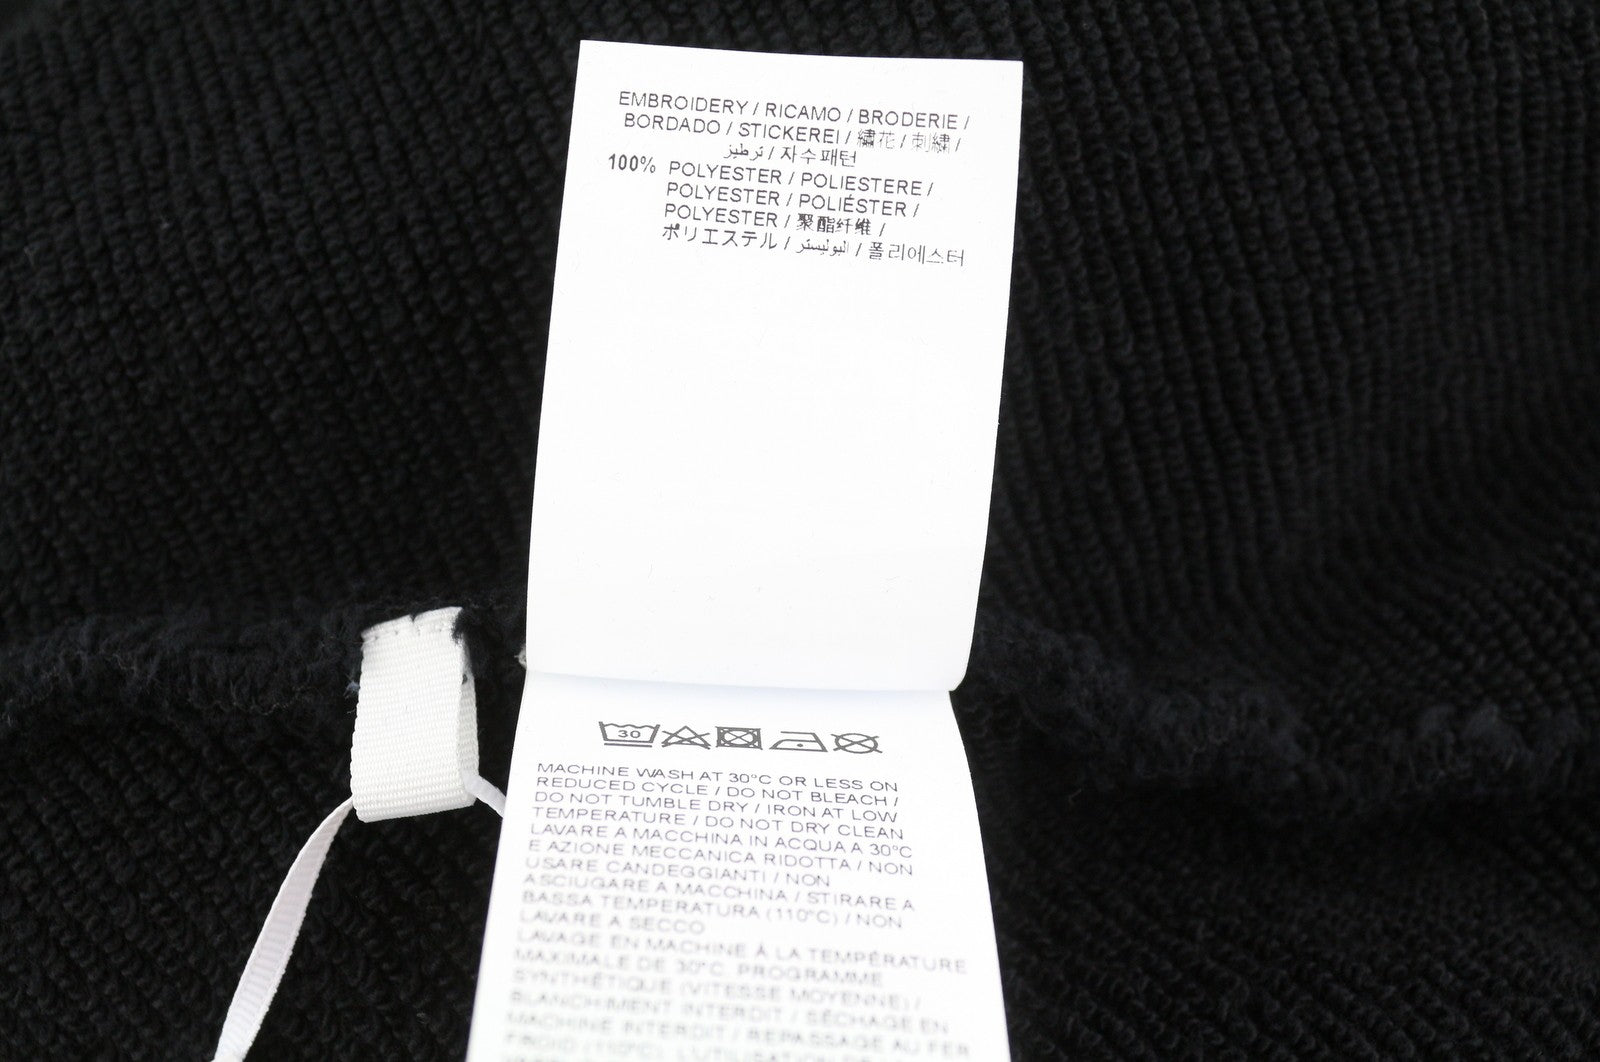 EMBROIDERY / RICAMO / BRODERIE /
BORDADO / STICKEREI / 繡花 / 刺繍 /
تطريز / 자수패턴
100% POLYESTER / POLIESTERE /
POLYESTER / POLIÉSTER /
POLYESTER / 聚酯纤维 /
ポリエステル / البوليستر / 폴리에스터
30
MACHINE WASH AT 30°C OR LESS ON
REDUCED CYCLE / DO NOT BLEACH /
DO NOT TUMBLE DRY / IRON AT LOW
TEMPERATURE / DO NOT DRY CLEAN
LAVARE A MACCHINA IN ACQUA A 30°C
E AZIONE MECCANICA RIDOTTA / NON
USARE CANDEGGIANTI / NON
ASCIUGARE A MACCHINA / STIRARE A
BASSA TEMPERATURA (110°C) / NON
LAVARE A SECCO
LAVAGE EN MACHINE À LA TEMPÉRATURE
MAXIMALE DE 30°C. PROGRAMME
SYNTHÉTIQUE (VITESSE MOYENNE) /
BLANCHIMENT INTERDIT / SÉCHAGE EN
MACHINE INTERDIT / REPASSAGE AU FER
FROID (110°C) / L'UTILISATION